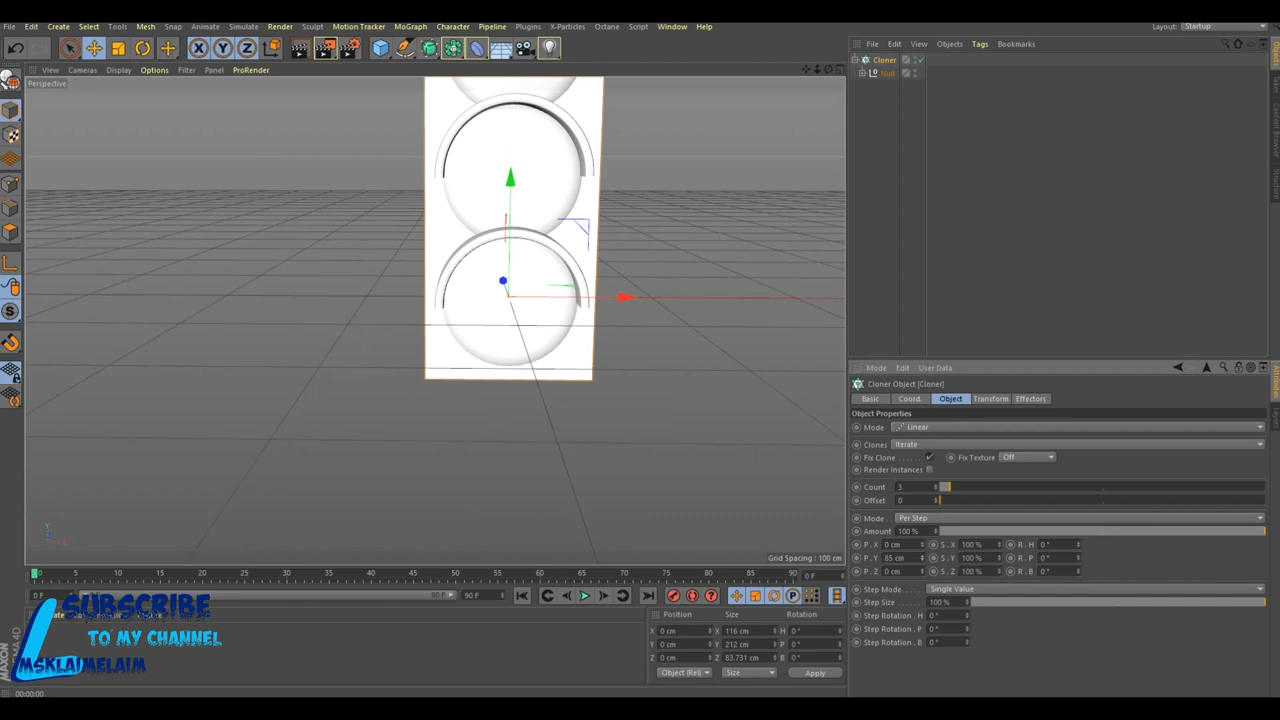 File Edit Create Select Tools Mesh Snap Animate Simulate Render Sculpt Motion Tracker MoGraph Character Pipeline Plugins X-Particles Octane Script Window Help Layout: Startup
View Cameras Display Options Filter Panel ProRender
File Edit View Objects Tags Bookmarks
Perspective
Cloner
Null
Mode Edit User Data
Cloner Object [Cloner]
Basic Coord. Object Transform Effectors
Object Properties
Mode Linear
Clones Iterate
Fix Clone Fix Texture Off
Render Instances
Count 3
Offset 0
Mode Per Step
Amount 100 %
P . X 0 cm S . X 100 % R . H 0 °
P . Y 85 cm S . Y 100 % R . P 0 °
P . Z 0 cm S . Z 100 % R . B 0 °
Step Mode Single Value
Step Size 100 %
Step Rotation . H 0 °
Step Rotation . P 0 °
Step Rotation . B 0 °
Grid Spacing : 100 cm
0 5 10 15 20 25 30 35 40 45 50 55 60 65 70 75 80 85 90 0 F
0 F 90 F 90 F
Position Size Rotation
X 0 cm X 116 cm H 0 °
Y 0 cm Y 212 cm P 0 °
Z 0 cm Z 83.731 cm B 0 °
Object (Rel) Size Apply
SUBSCRIBE
TO MY CHANNEL
MSKLAIMELAIM
00:00:00